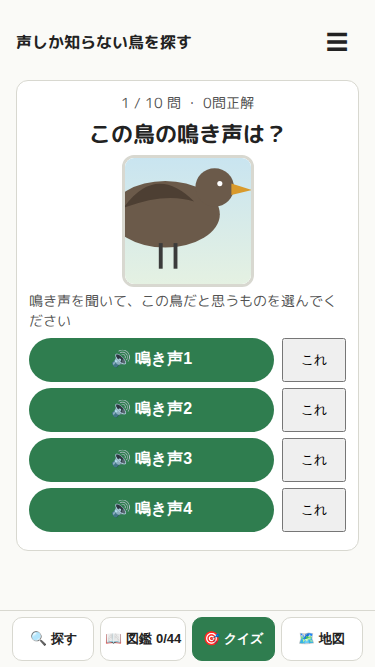 声しか知らない鳥を探す
☰
1 / 10 問 · 0問正解
この鳥の鳴き声は？
鳴き声を聞いて、この鳥だと思うものを選んでく
ださい
🔊 鳴き声1 これ
🔊 鳴き声2 これ
🔊 鳴き声3 これ
🔊 鳴き声4 これ
🔍 探す 📖 図鑑 0/44 🎯 クイズ 🗺️ 地図